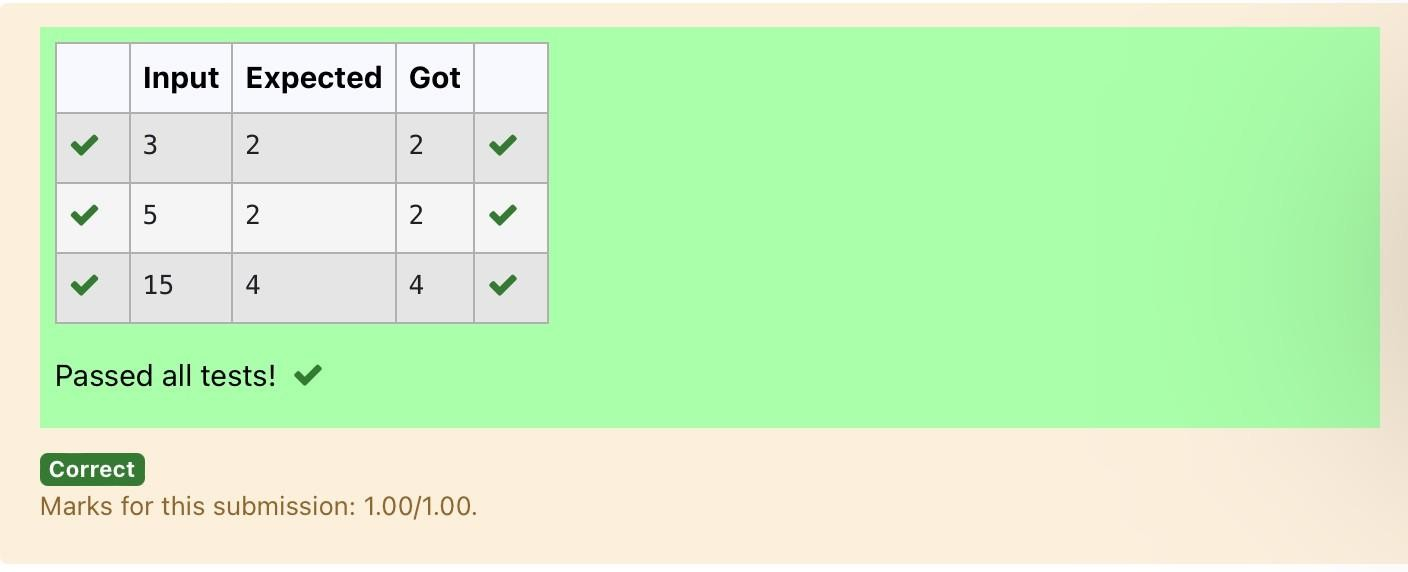 Input Expected Got
3 2 2
5 2 2
15 4 4
Passed all tests!
Correct
Marks for this submission: 1.00/1.00.